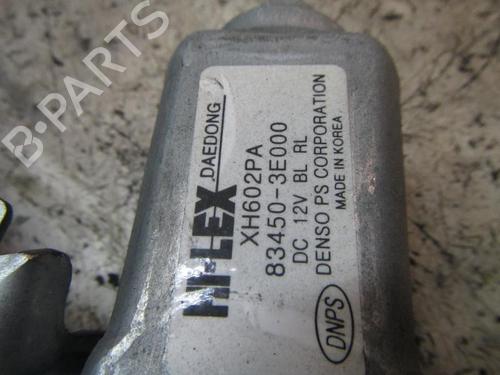 B-PARTS
HI-LEX
DAEDONG
XH602PA
83450-3E000
DC 12V BL RL
DENSO PS CORPORATION
MADE IN KOREA
DNPS